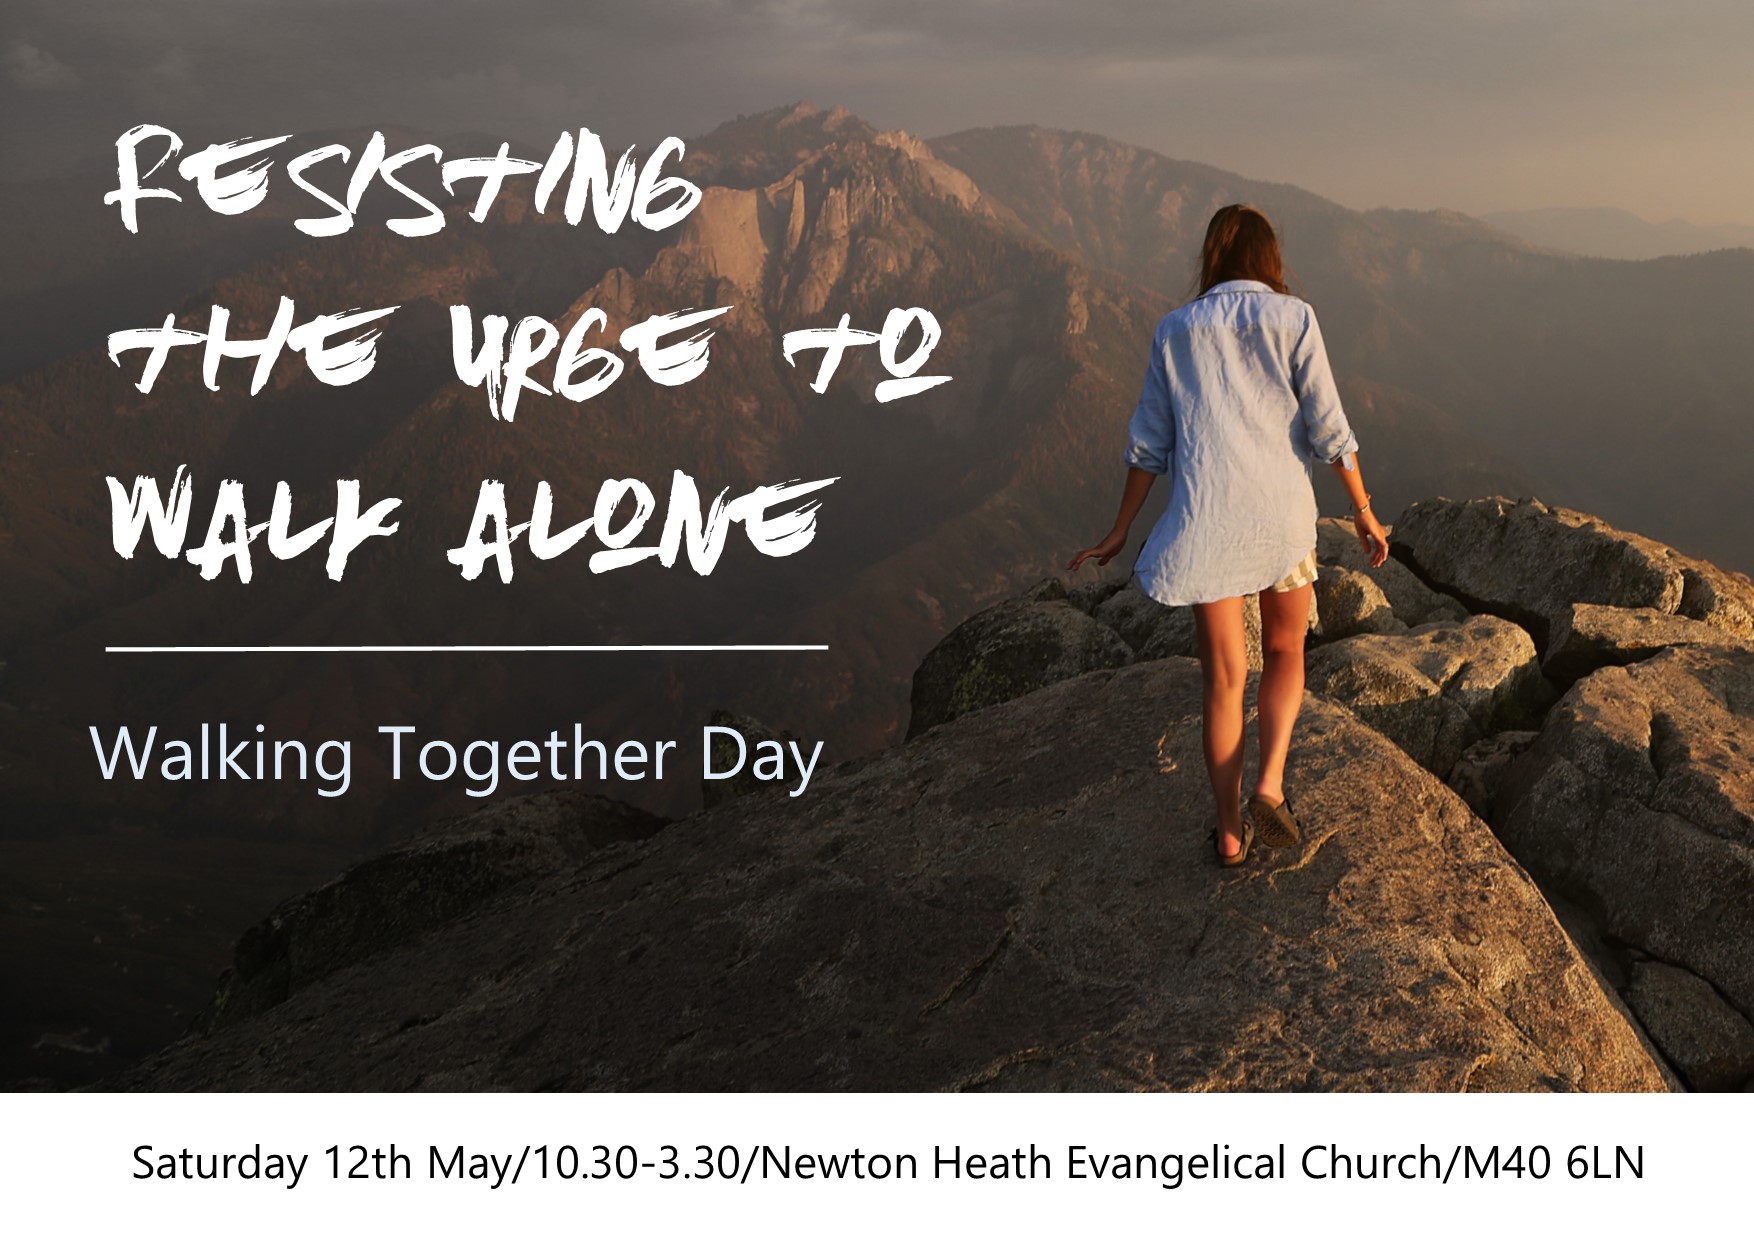 RESISTING
THE URGE TO
WALK ALONE
Walking Together Day
Saturday 12th May/10.30-3.30/Newton Heath Evangelical Church/M40 6LN